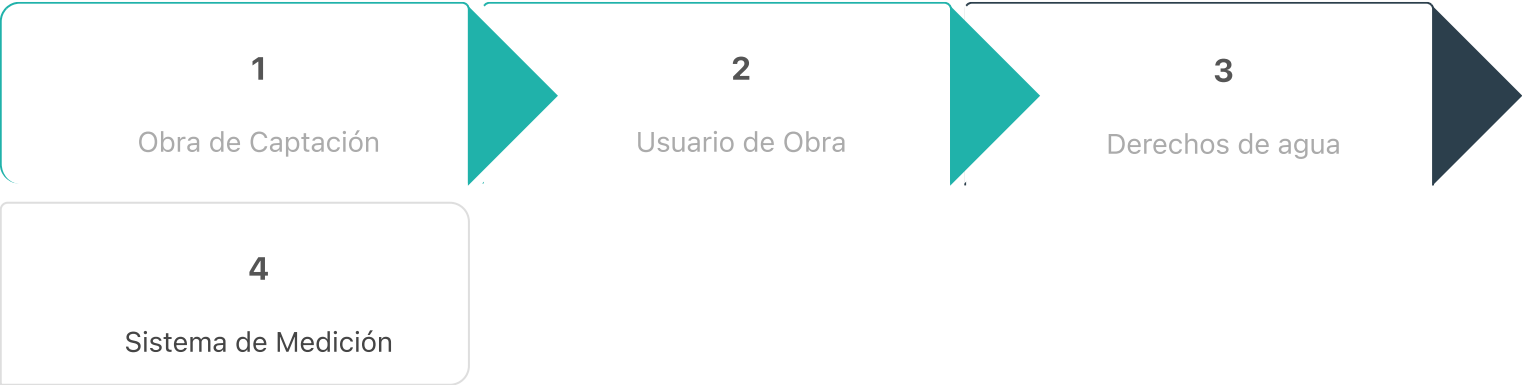 1
Obra de Captación
2
Usuario de Obra
3
Derechos de agua
4
Sistema de Medición